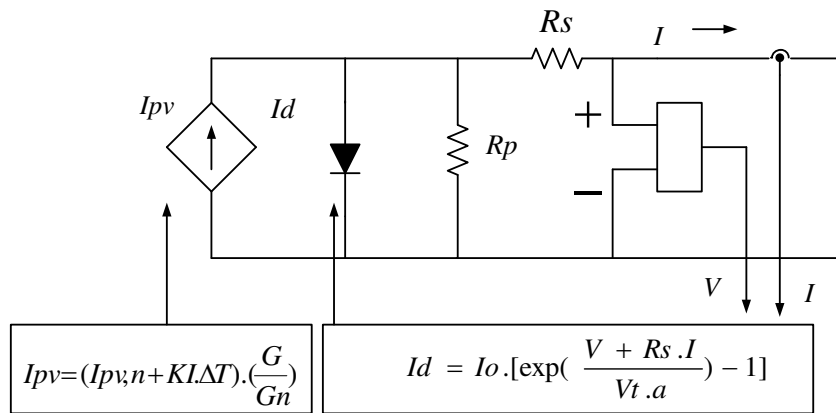 Rs
I
Ipv
Id
+
Rp
−
V
I
Ipv=(Ipv,n+KI.ΔT).(G/Gn)
Id = Io.[exp( V + Rs.I / Vt.a ) − 1]